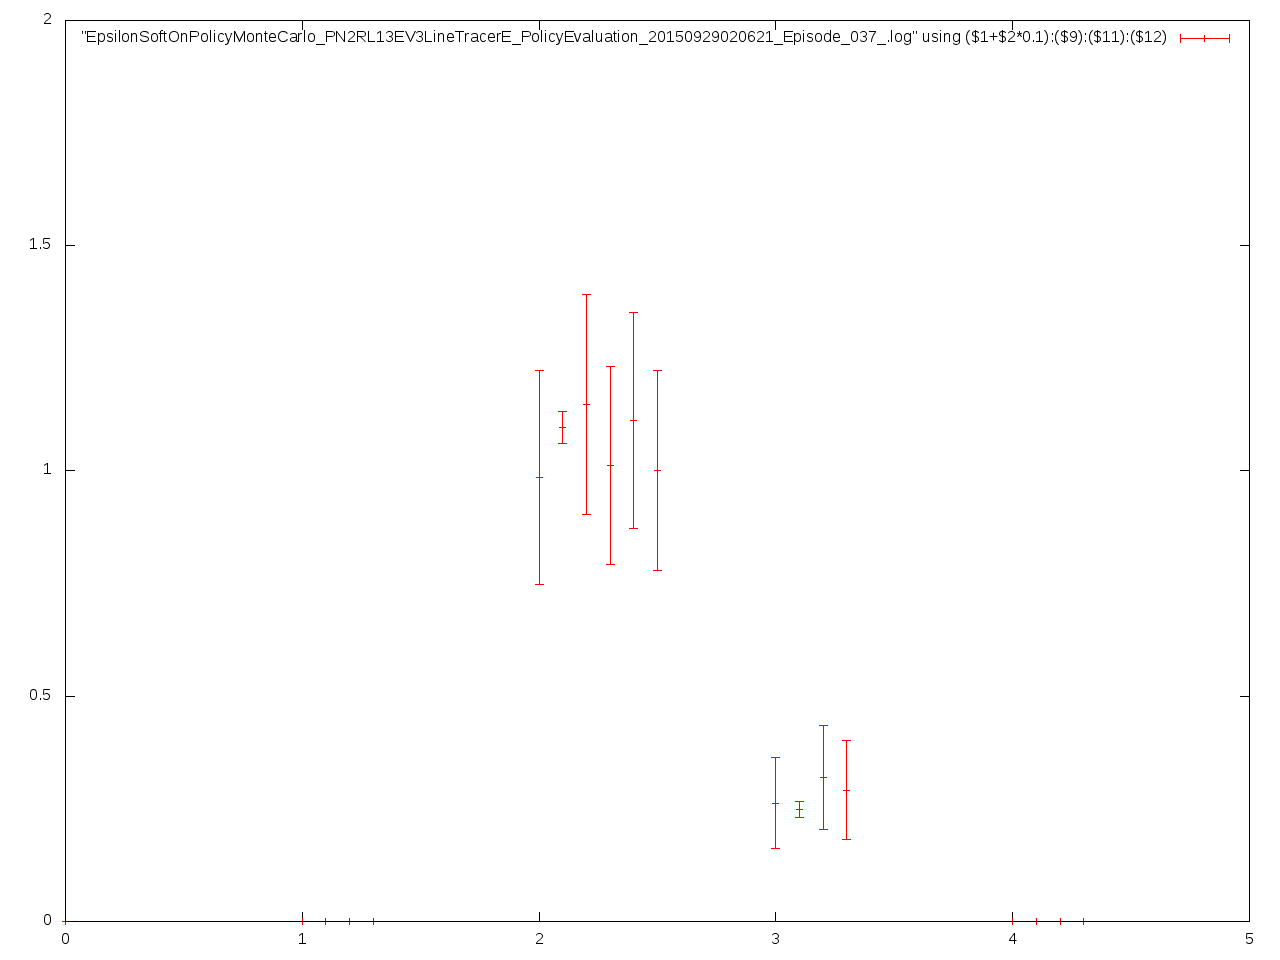 2
"EpsilonSoftOnPolicyMonteCarlo_PN2RL13EV3LineTracerE_PolicyEvaluation_20150929020621_Episode_037_.log" using ($1+$2*0.1):($9):($11):($12)
1.5
1
0.5
0
0 1 2 3 4 5